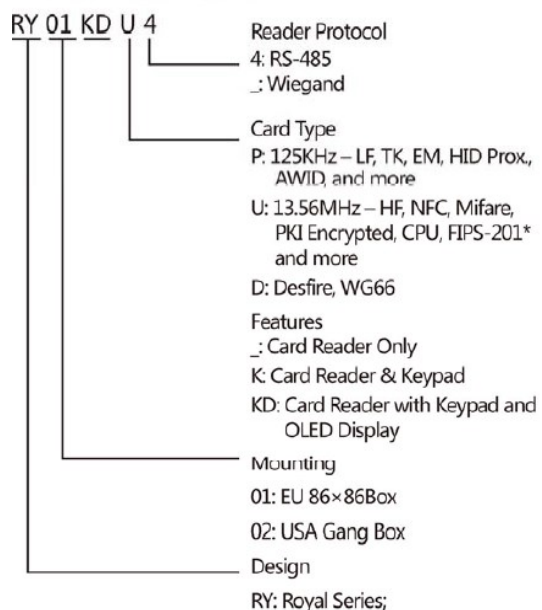 RY 01 KD U 4
Reader Protocol
4: RS-485
_: Wiegand
Card Type
P: 125KHz – LF, TK, EM, HID Prox.,
AWID, and more
U: 13.56MHz – HF, NFC, Mifare,
PKI Encrypted, CPU, FIPS-201*
and more
D: Desfire, WG66
Features
_: Card Reader Only
K: Card Reader & Keypad
KD: Card Reader with Keypad and
OLED Display
Mounting
01: EU 86×86Box
02: USA Gang Box
Design
RY: Royal Series;